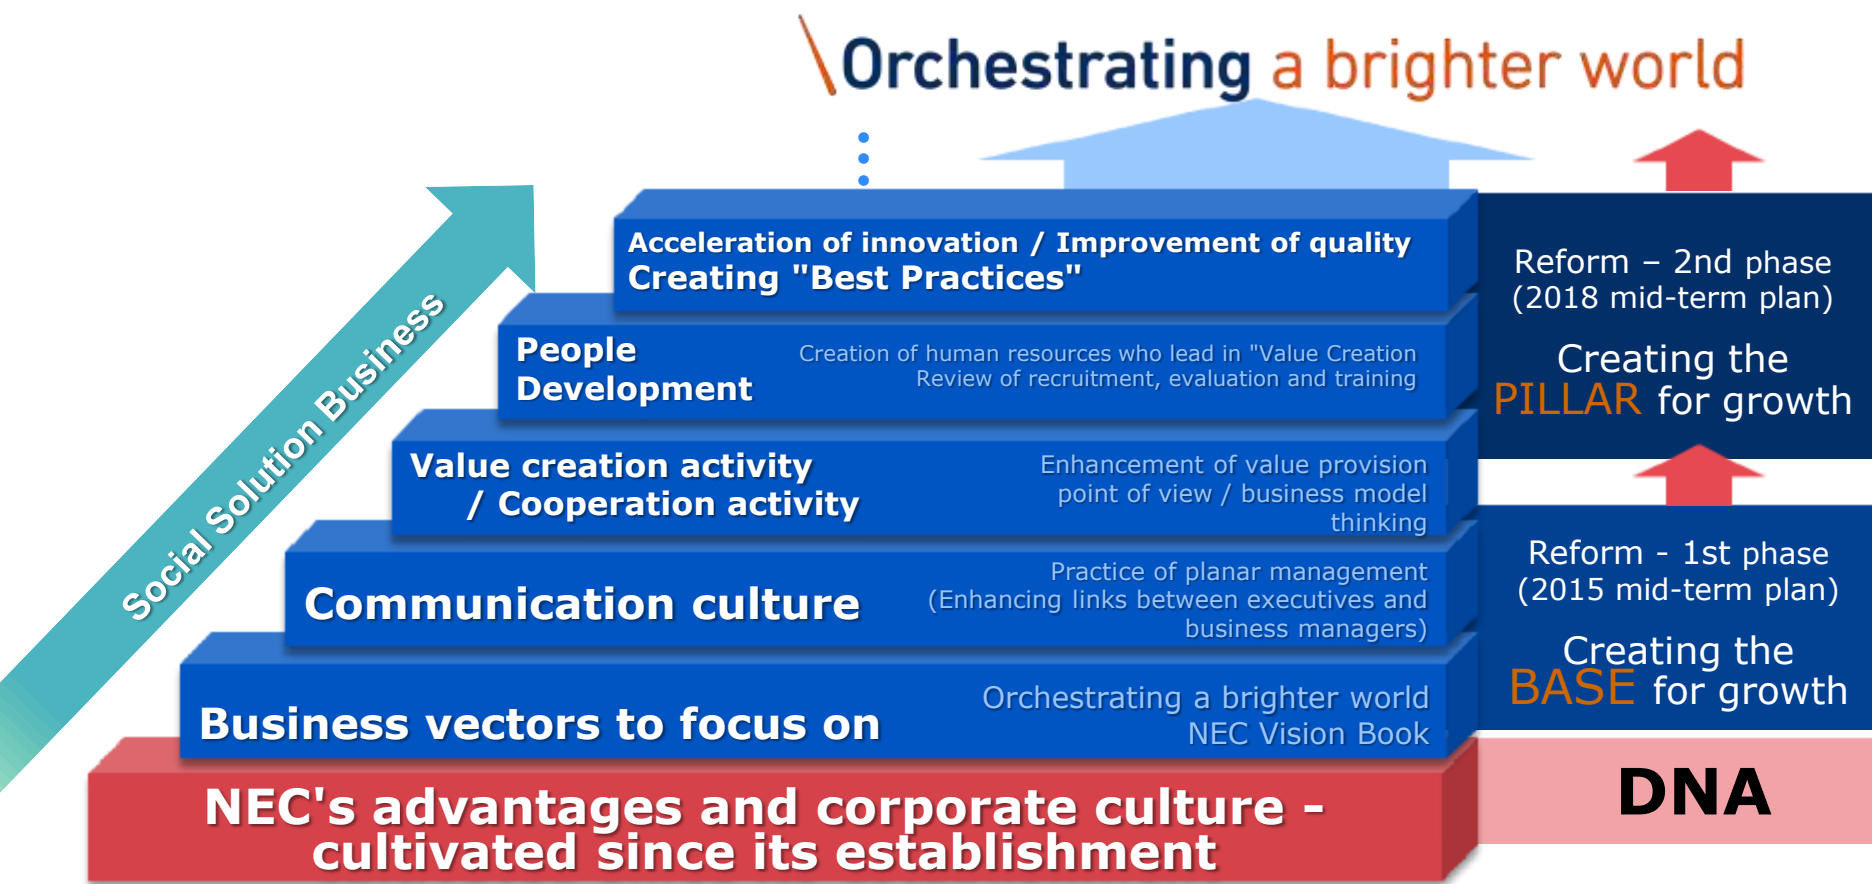 \Orchestrating a brighter world
Social Solution Business
Acceleration of innovation / Improvement of quality
Creating "Best Practices"
People
Development
Creation of human resources who lead in "Value Creation
Review of recruitment, evaluation and training
Value creation activity
/ Cooperation activity
Enhancement of value provision
point of view / business model
thinking
Communication culture
Practice of planar management
(Enhancing links between executives and
business managers)
Business vectors to focus on
Orchestrating a brighter world
NEC Vision Book
NEC's advantages and corporate culture -
cultivated since its establishment
Reform – 2nd phase
(2018 mid-term plan)
Creating the
PILLAR for growth
Reform - 1st phase
(2015 mid-term plan)
Creating the
BASE for growth
DNA